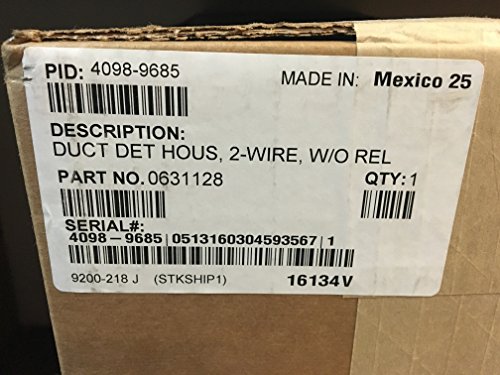 PID: 4098-9685 MADE IN: Mexico 25
DESCRIPTION:
DUCT DET HOUS, 2-WIRE, W/O REL
PART NO. 0631128 QTY: 1
SERIAL#:
4098 - 9685 | 0513160304593567 | 1
9200-218 J (STKSHIP1) 16134V